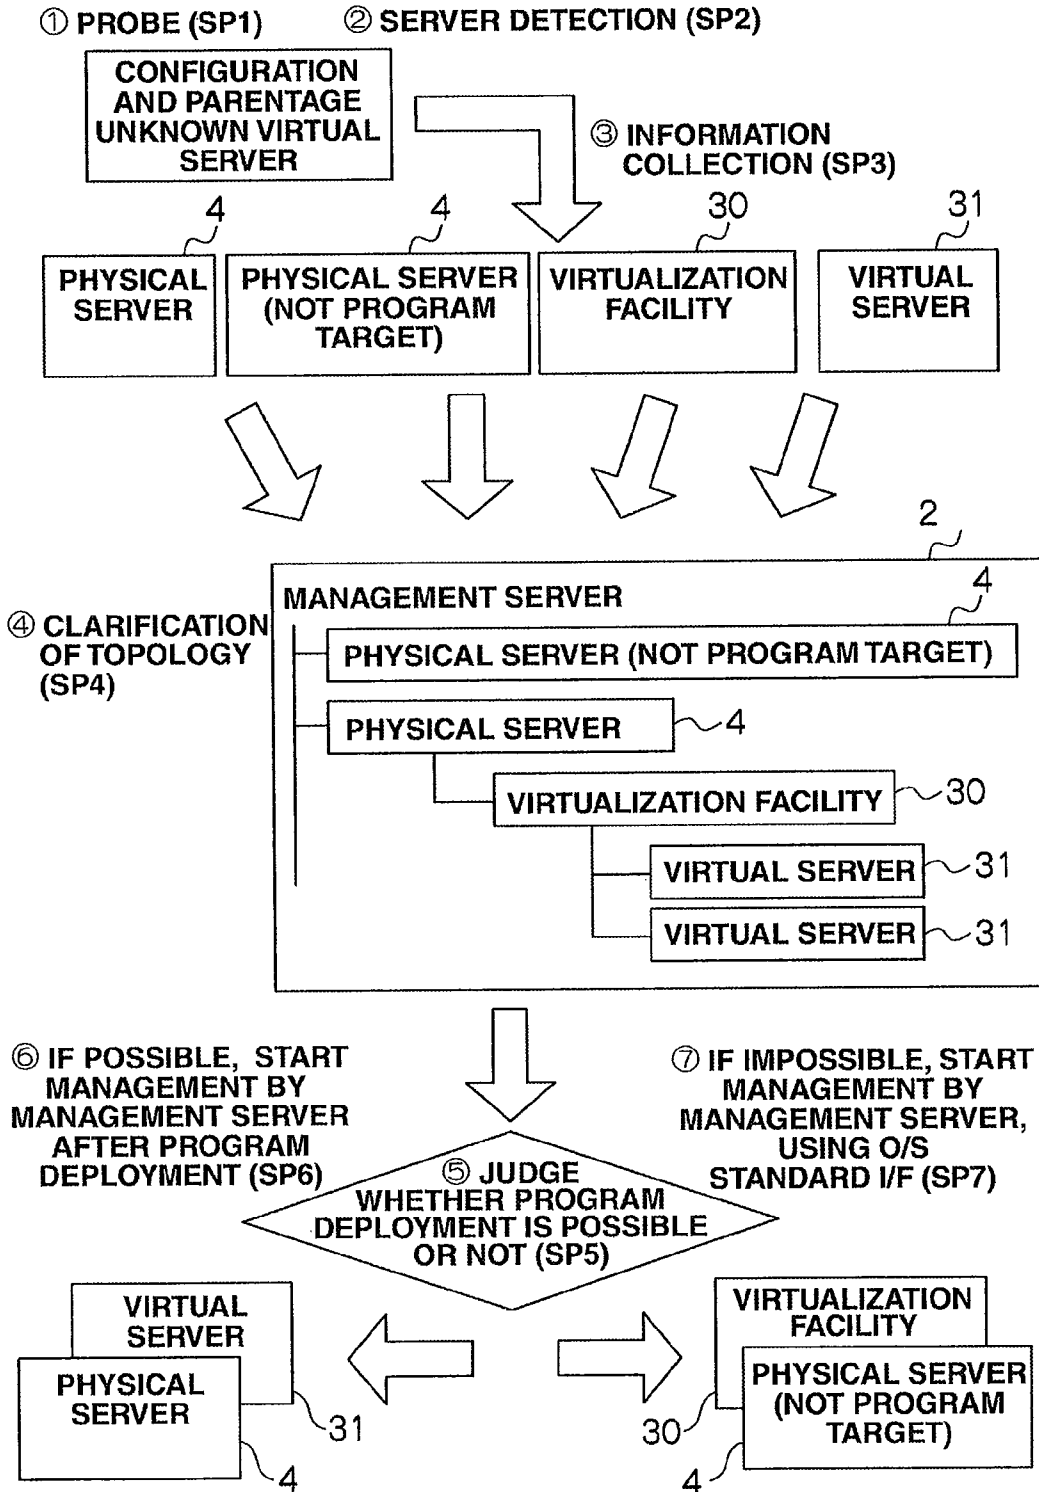 ① PROBE (SP1)
② SERVER DETECTION (SP2)
CONFIGURATION
AND PARENTAGE
UNKNOWN VIRTUAL
SERVER
③ INFORMATION
COLLECTION (SP3)
4
4
30
31
PHYSICAL
SERVER
PHYSICAL SERVER
(NOT PROGRAM
TARGET)
VIRTUALIZATION
FACILITY
VIRTUAL
SERVER
2
MANAGEMENT SERVER
4
④ CLARIFICATION
OF TOPOLOGY
(SP4)
PHYSICAL SERVER (NOT PROGRAM TARGET)
PHYSICAL SERVER
4
VIRTUALIZATION FACILITY
30
VIRTUAL SERVER
31
VIRTUAL SERVER
31
⑥ IF POSSIBLE, START
MANAGEMENT BY
MANAGEMENT SERVER
AFTER PROGRAM
DEPLOYMENT (SP6)
⑦ IF IMPOSSIBLE, START
MANAGEMENT BY
MANAGEMENT SERVER,
USING O/S
STANDARD I/F (SP7)
⑤ JUDGE
WHETHER PROGRAM
DEPLOYMENT IS POSSIBLE
OR NOT (SP5)
VIRTUAL
SERVER
PHYSICAL
SERVER
31
4
VIRTUALIZATION
FACILITY
PHYSICAL SERVER
(NOT PROGRAM
TARGET)
30
4